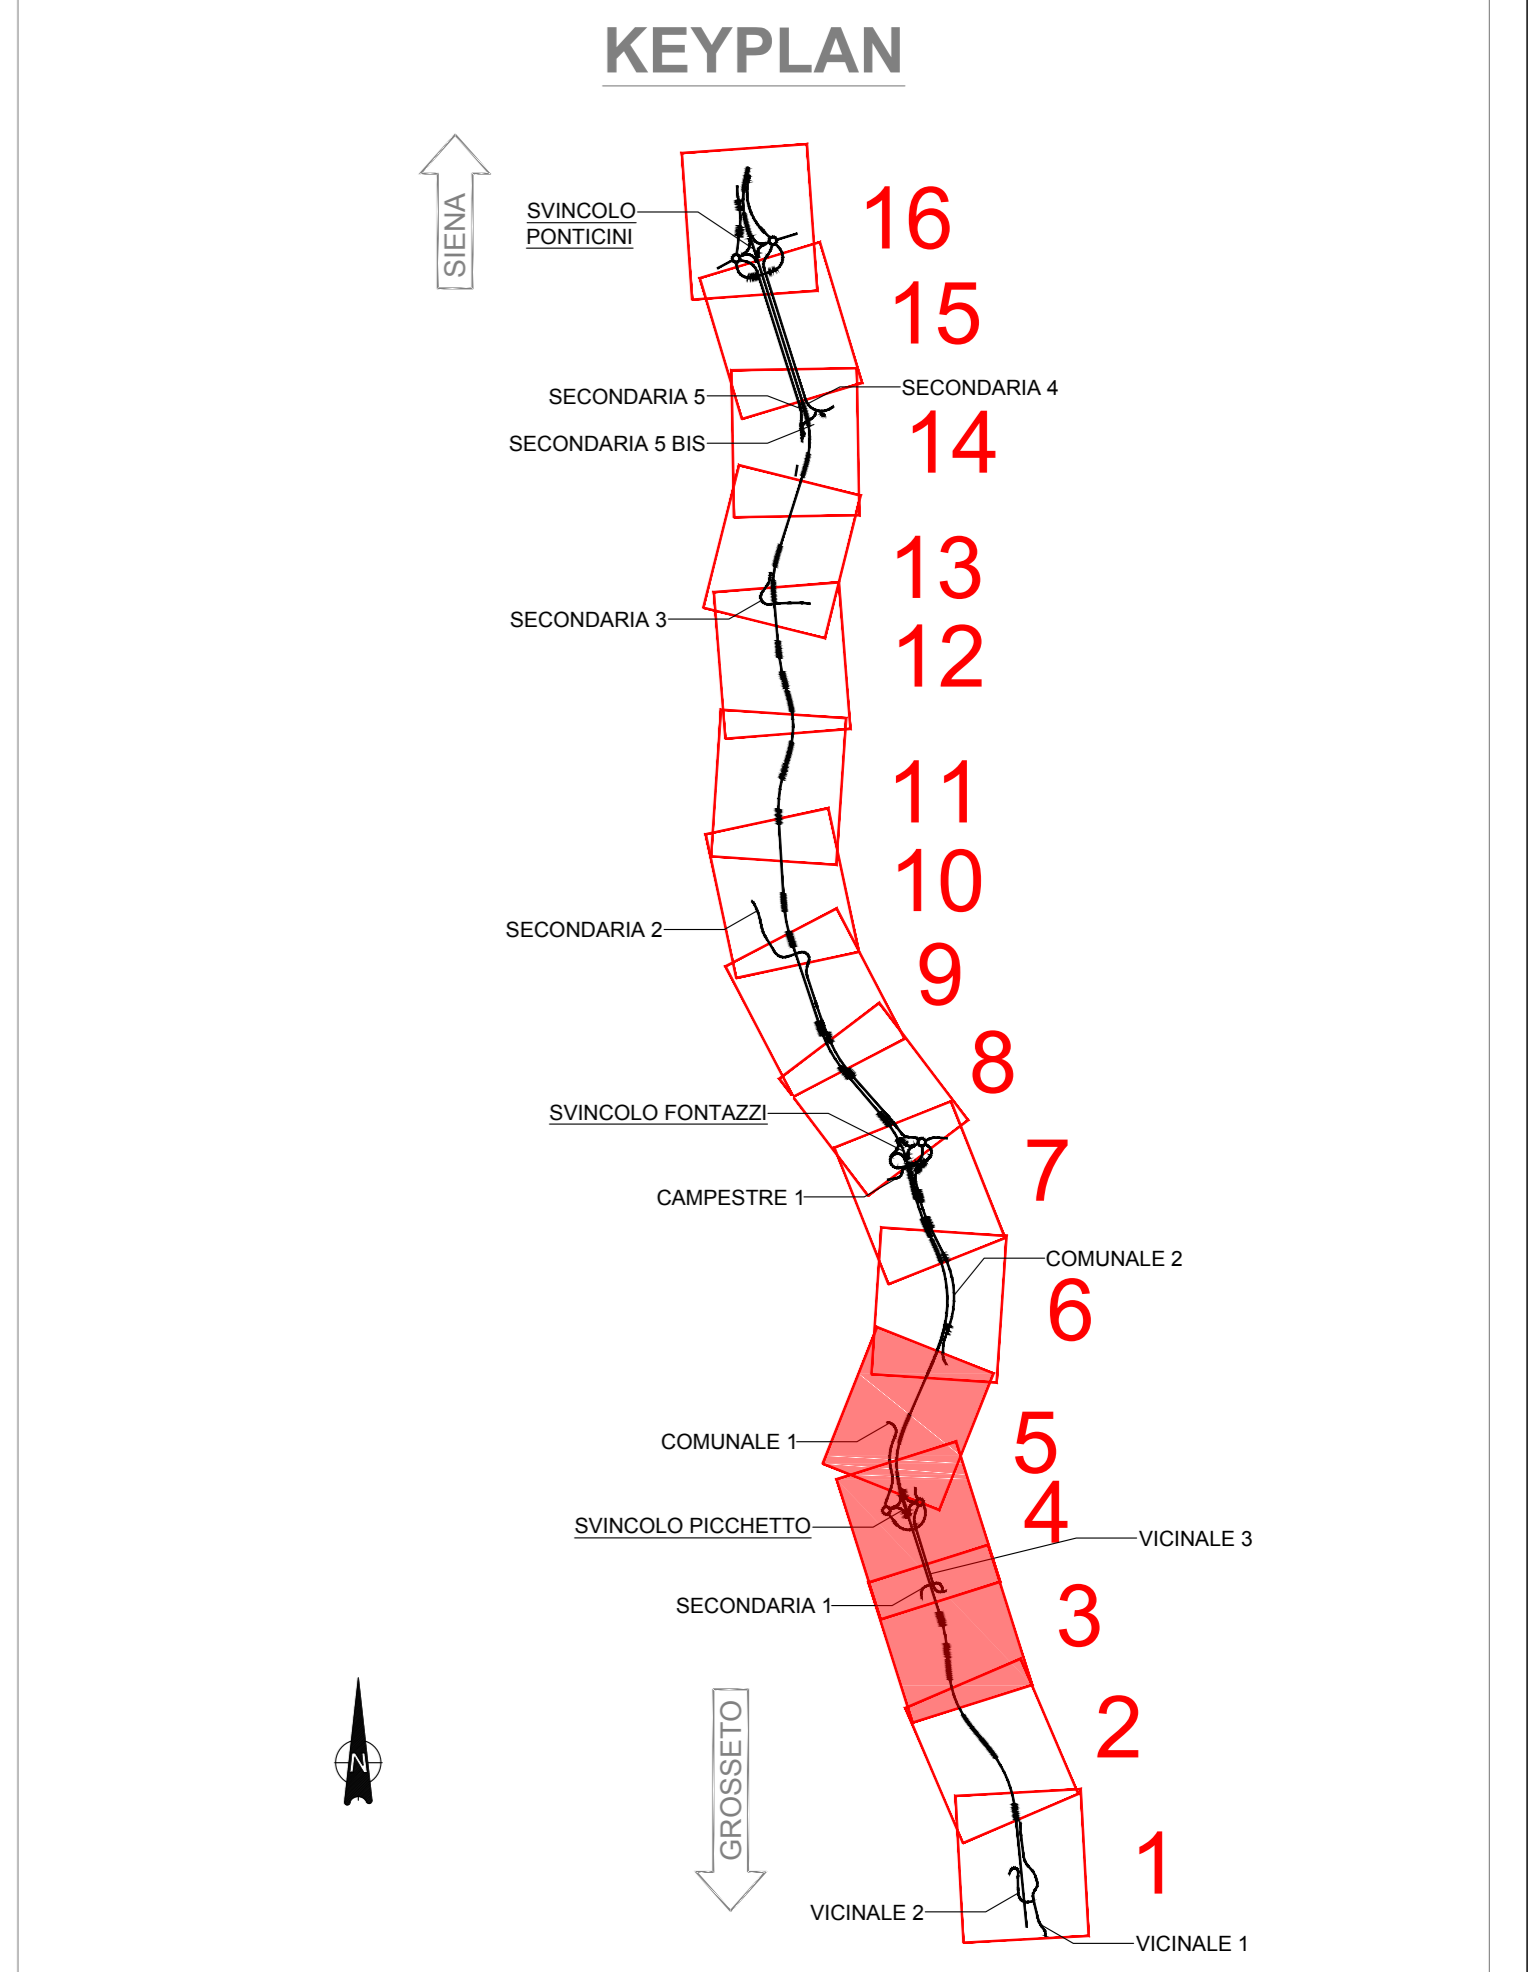 KEYPLAN
SIENA
SVINCOLO
PONTICINI
16
15
SECONDARIA 5
SECONDARIA 4
14
SECONDARIA 5 BIS
13
SECONDARIA 3
12
11
10
SECONDARIA 2
9
8
SVINCOLO FONTAZZI
7
CAMPESTRE 1
COMUNALE 2
6
COMUNALE 1
5
4
SVINCOLO PICCHETTO
VICINALE 3
SECONDARIA 1
3
2
GROSSETO
N
1
VICINALE 2
VICINALE 1